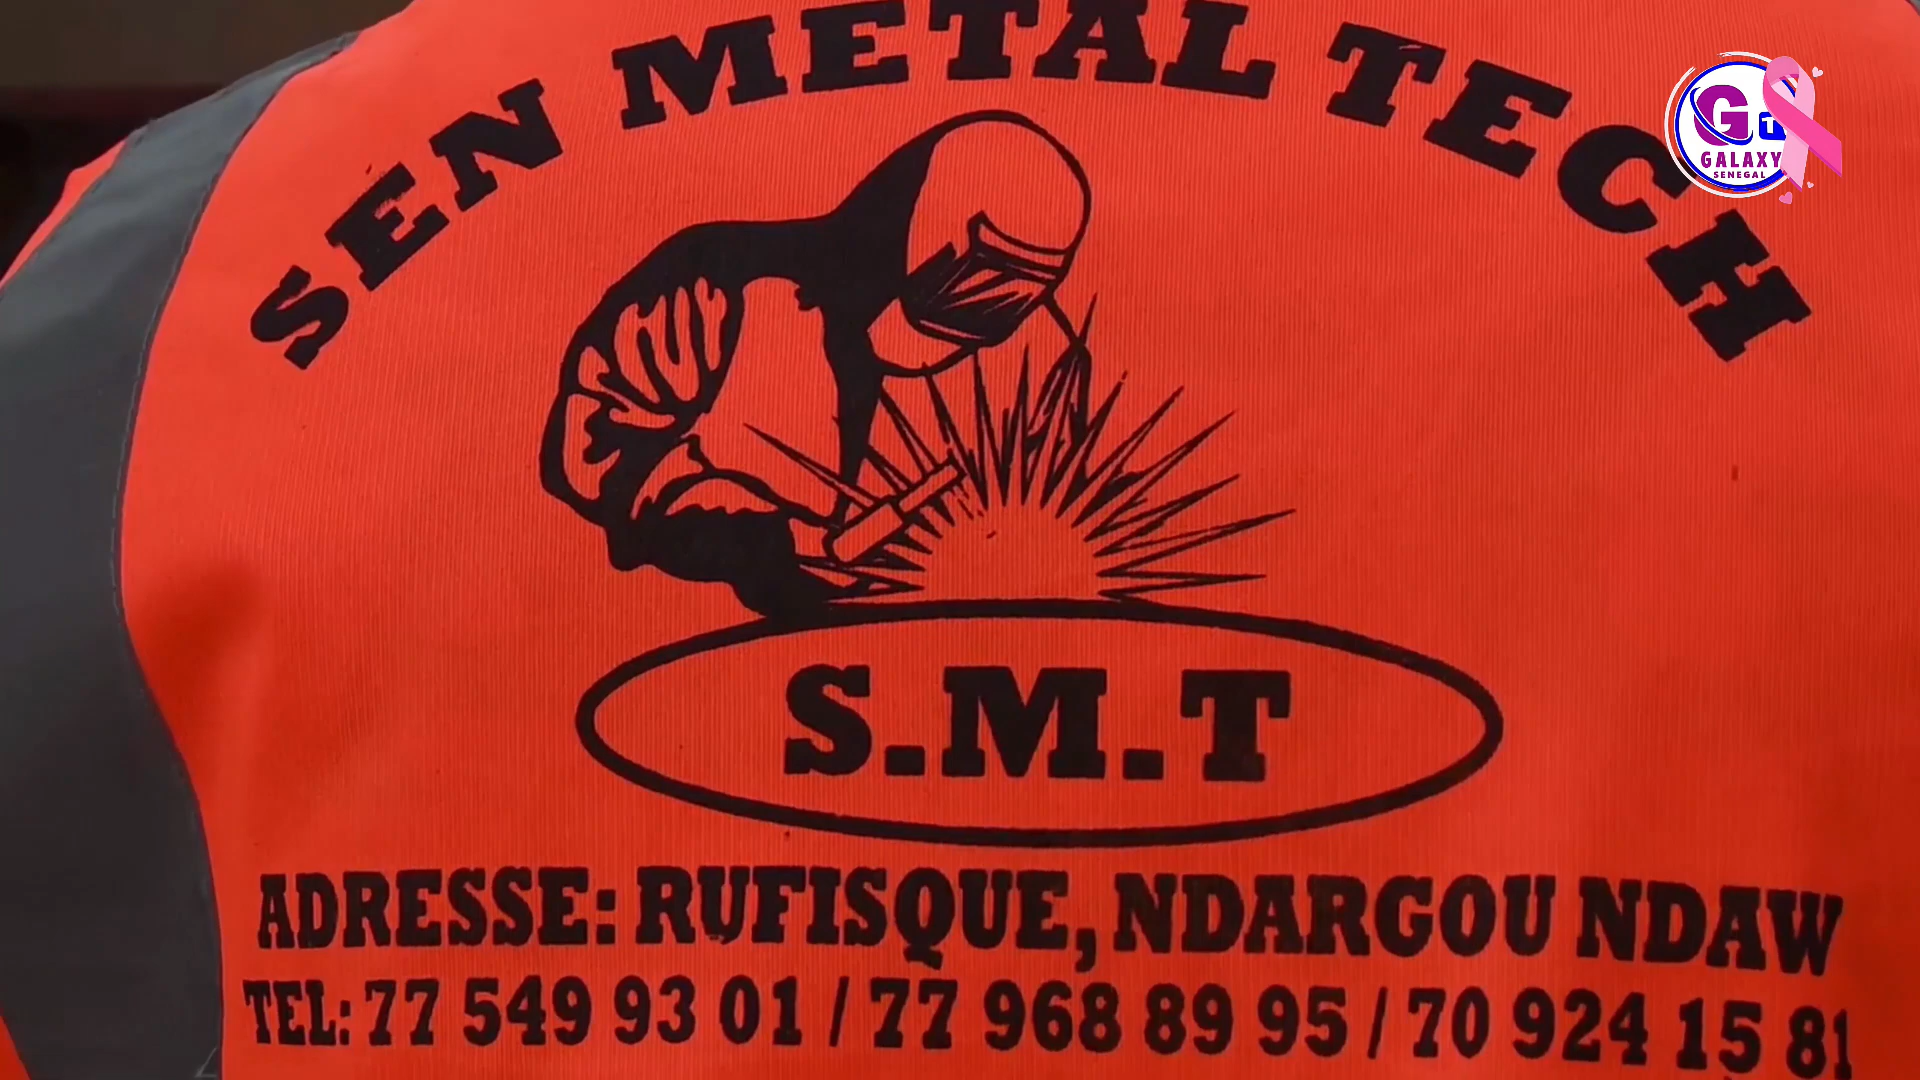 SEN METAL TECH
G
GALAXY
SENEGAL
S.M.T
ADRESSE: RUFISQUE, NDARGOU NDAW
TEL: 77 549 93 01 / 77 968 89 95 / 70 924 15 81